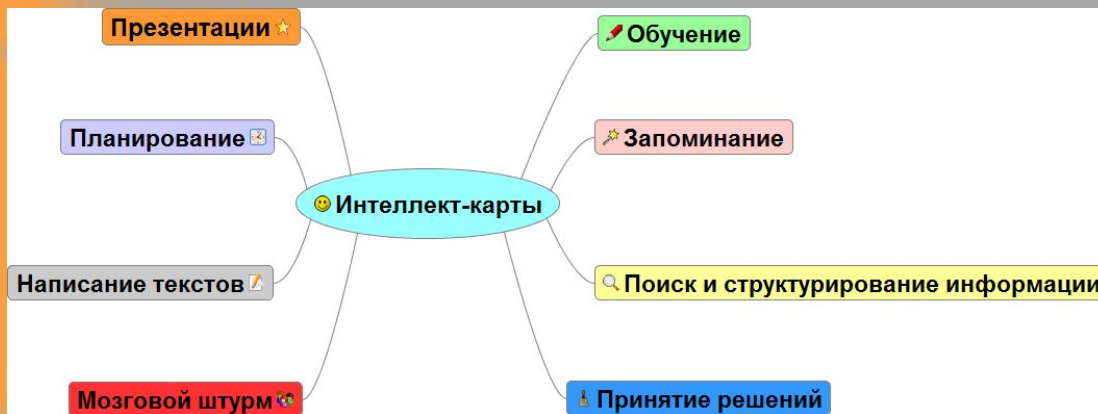 Презентации
Обучение
Планирование
Запоминание
Интеллект-карты
Написание текстов
Поиск и структурирование информации
Мозговой штурм
Принятие решений